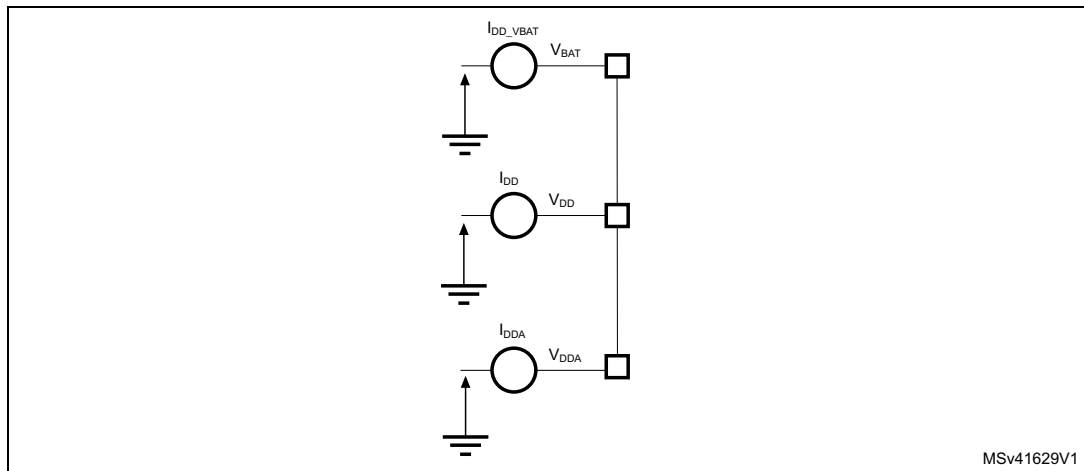 IDD_VBAT
VBAT
IDD
VDD
IDDA
VDDA
MSv41629V1